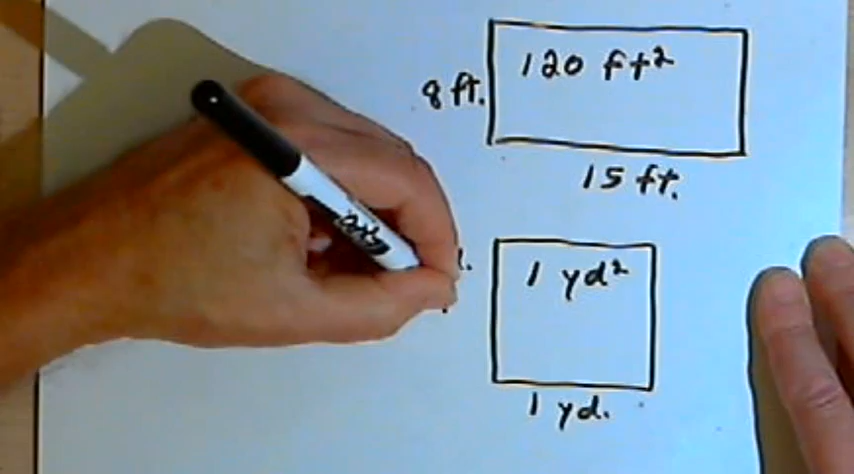 120 ft²
8 ft.
15 ft.
1 yd²
1 yd.